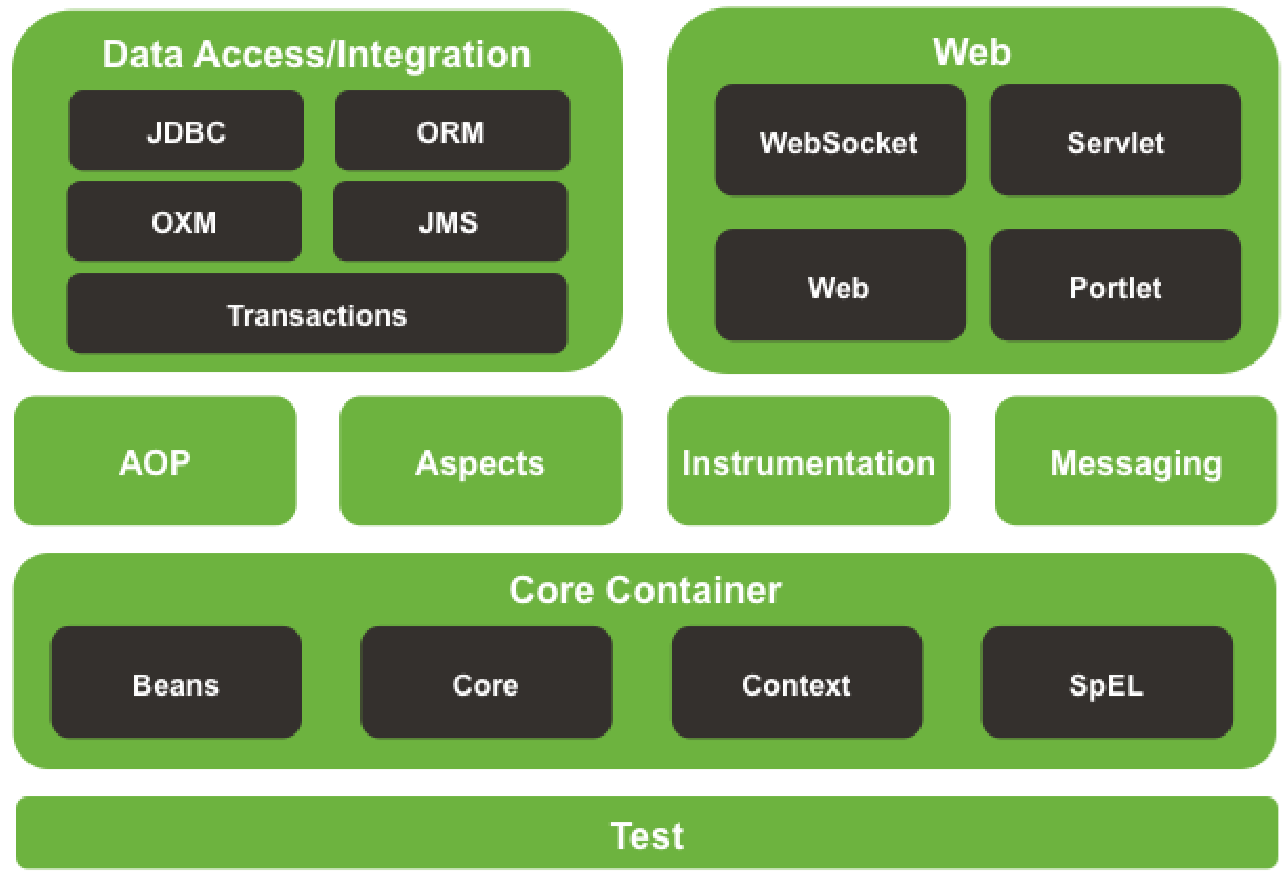 Data Access/Integration
JDBC
ORM
OXM
JMS
Transactions
Web
WebSocket
Servlet
Web
Portlet
AOP
Aspects
Instrumentation
Messaging
Core Container
Beans
Core
Context
SpEL
Test